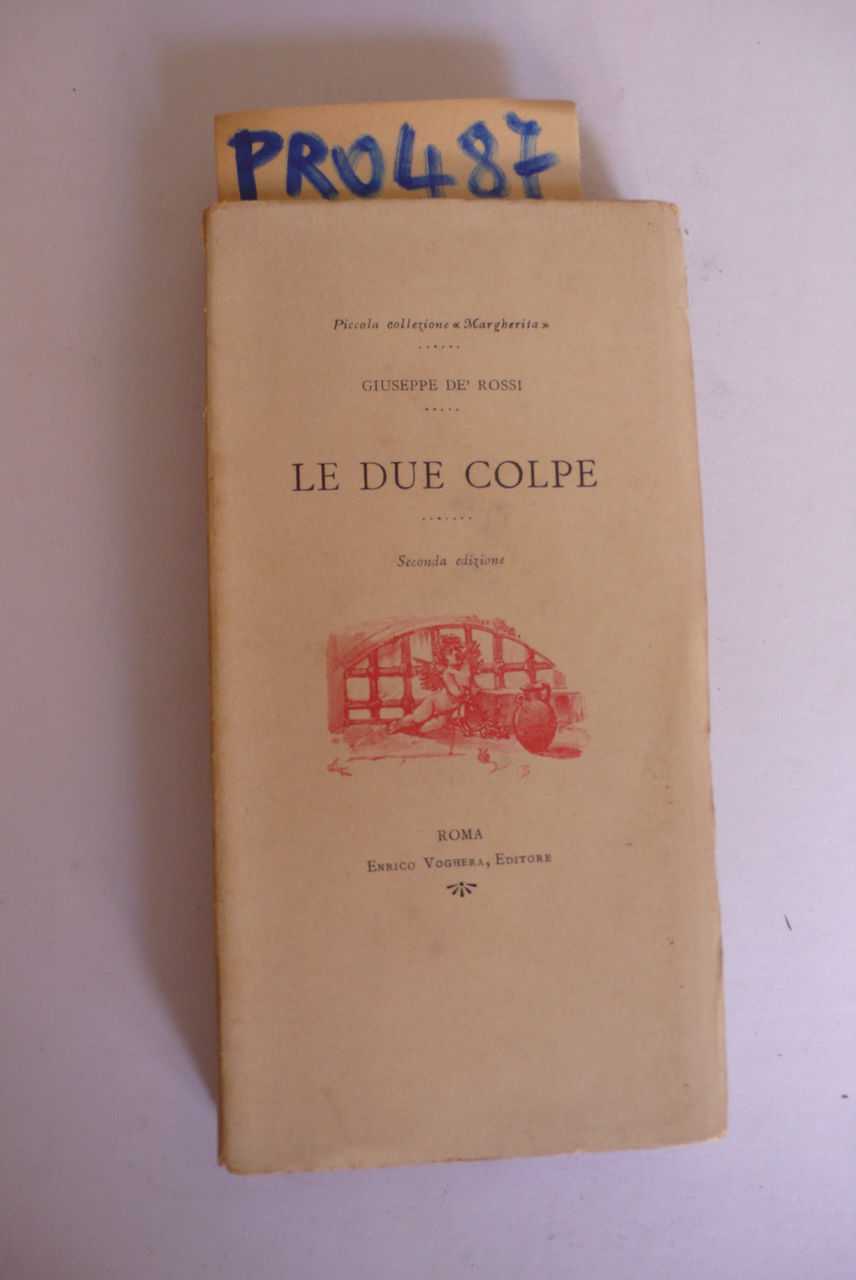 PRO487
Piccola collezione « Margherita »
GIUSEPPE DE' ROSSI
LE DUE COLPE
Seconda edizione
ROMA
ENRICO VOGHERA, EDITORE